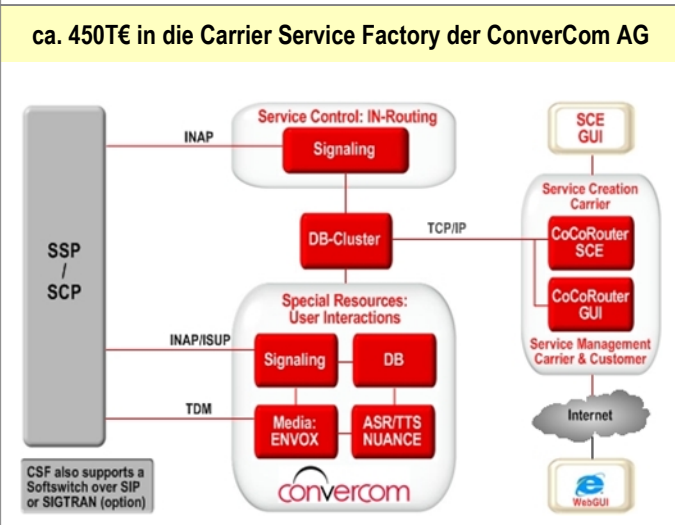 ca. 450T€ in die Carrier Service Factory der ConverCom AG
Service Control: IN-Routing
INAP
Signaling
SCE
GUI
Service Creation
Carrier
SSP
/
SCP
DB-Cluster
TCP/IP
CoCoRouter
SCE
CoCoRouter
GUI
Special Resources:
User Interactions
INAP/ISUP
Signaling
DB
Service Management
Carrier & Customer
TDM
Media:
ENVOX
ASR/TTS
NUANCE
Internet
CSF also supports a
Softswitch over SIP
or SIGTRAN (option)
convercom
WebGUI